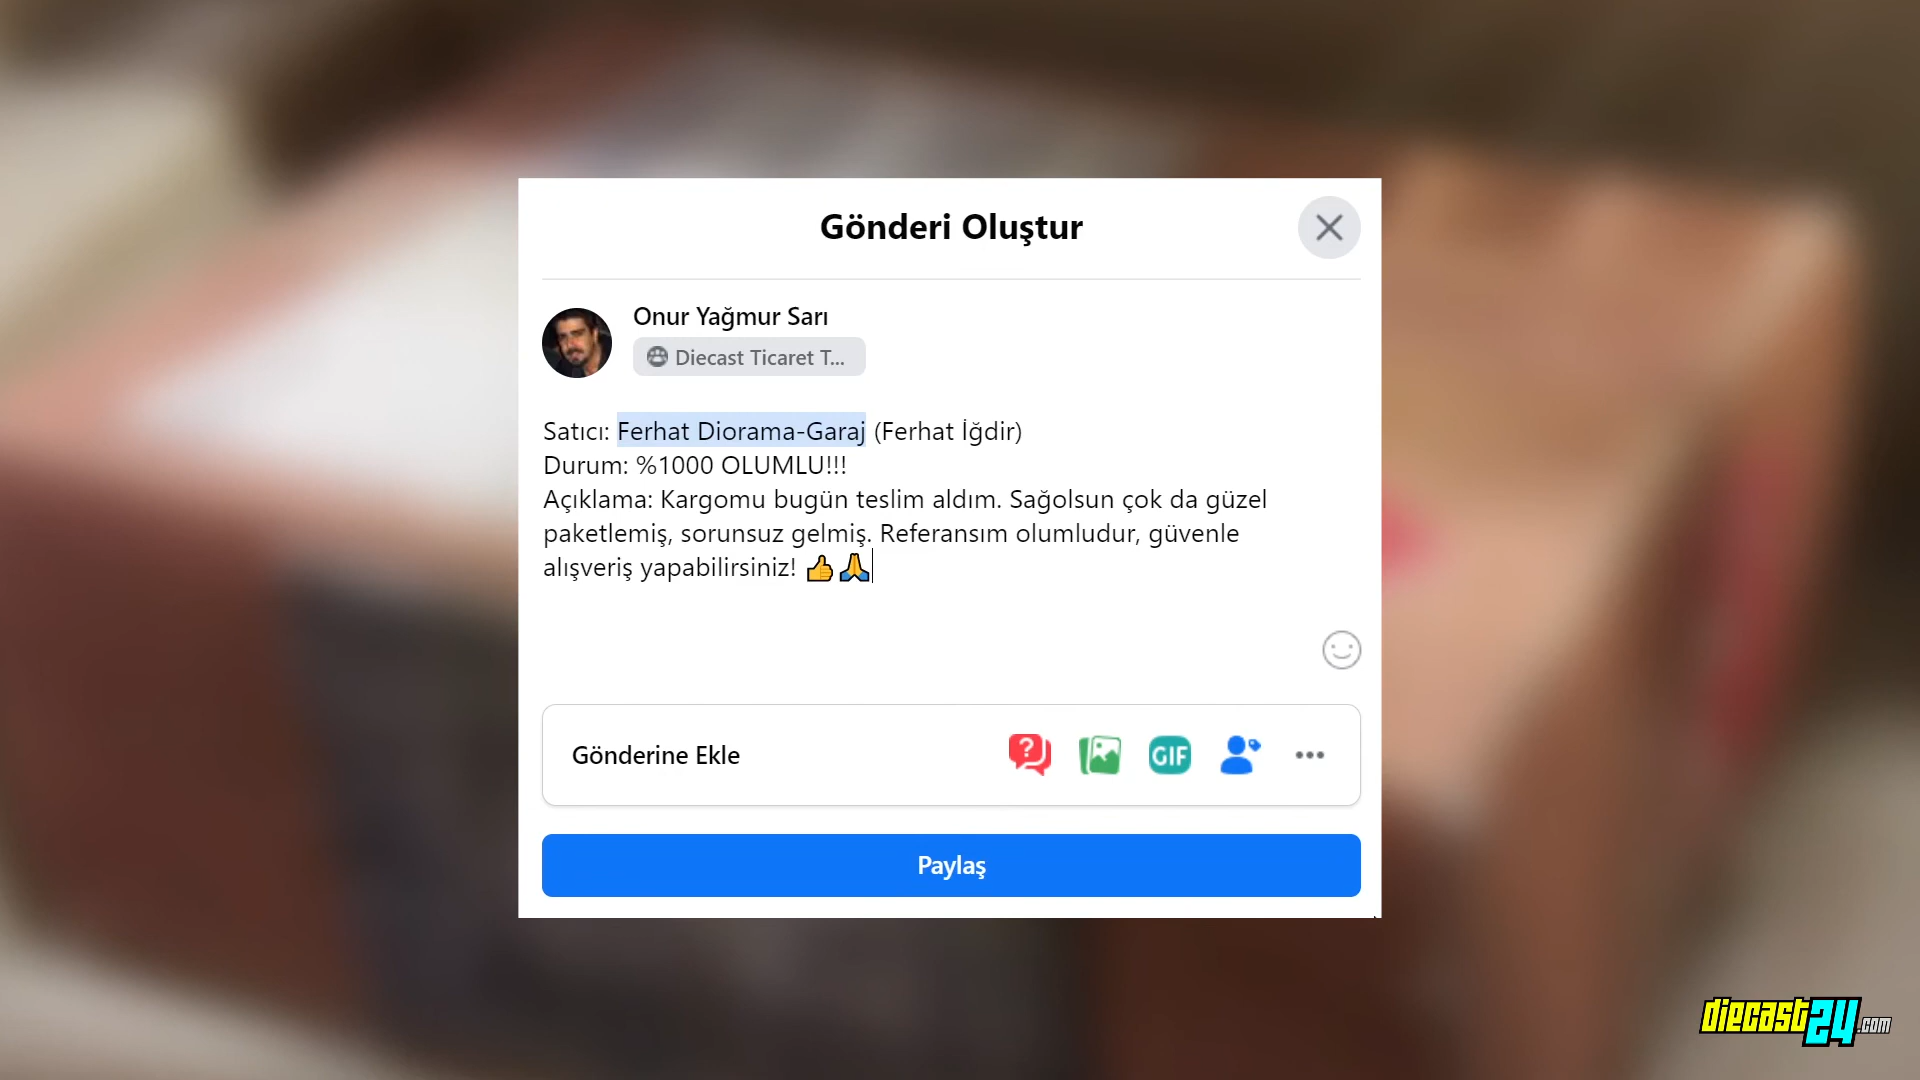 Gönderi Oluştur
Onur Yağmur Sarı
Diecast Ticaret T...
Satıcı: Ferhat Diorama-Garaj (Ferhat İğdir)
Durum: %1000 OLUMLU!!!
Açıklama: Kargomu bugün teslim aldım. Sağolsun çok da güzel
paketlemiş, sorunsuz gelmiş. Referansım olumludur, güvenle
alışveriş yapabilirsiniz! 👍🙏
Gönderine Ekle
GIF
Paylaş
diecast24.com